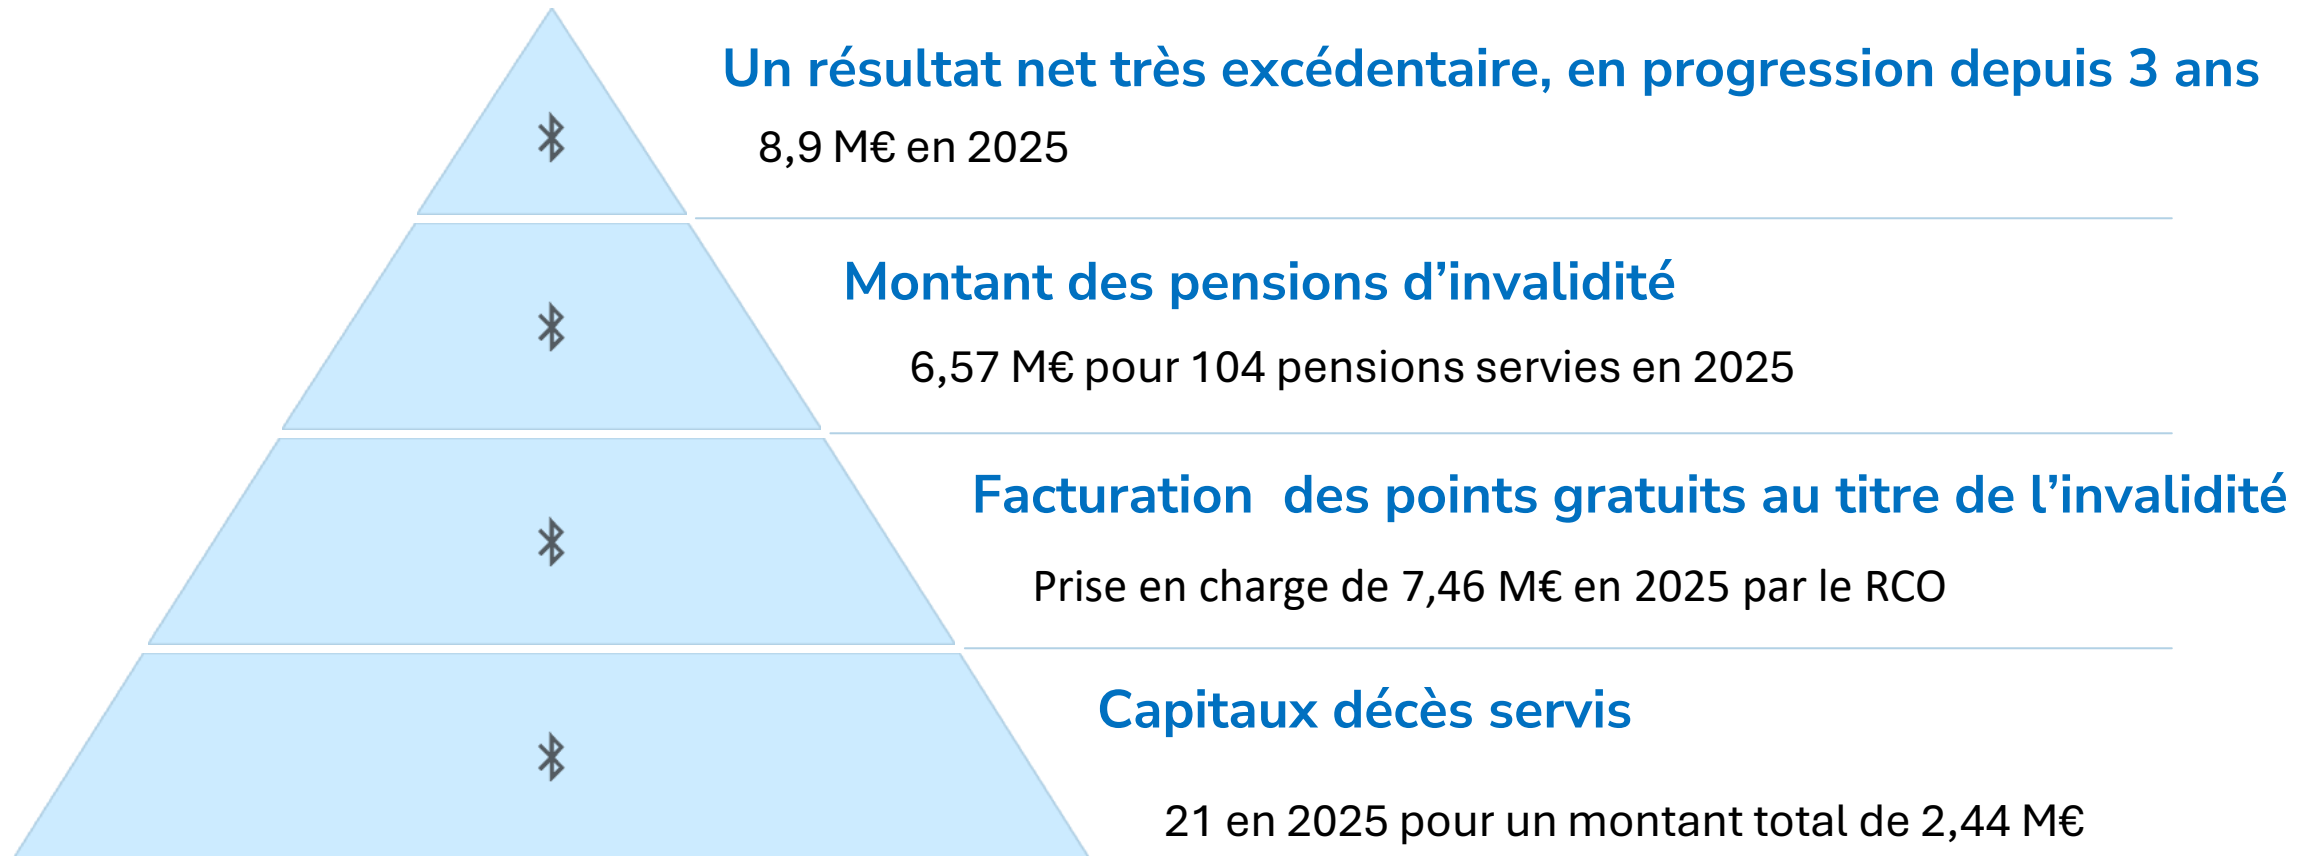 Un résultat net très excédentaire, en progression depuis 3 ans
8,9 M€ en 2025
Montant des pensions d’invalidité
6,57 M€ pour 104 pensions servies en 2025
Facturation  des points gratuits au titre de l’invalidité
Prise en charge de 7,46 M€ en 2025 par le RCO
Capitaux décès servis
21 en 2025 pour un montant total de 2,44 M€